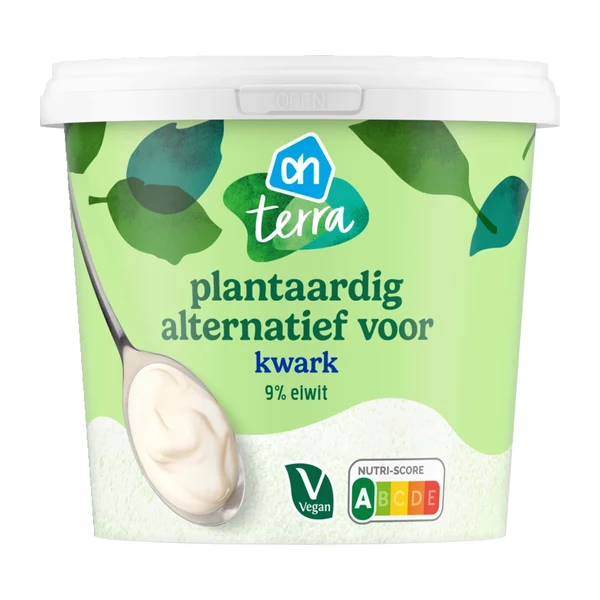 OPEN
ah
terra
plantaardig
alternatief voor
kwark
9% eiwit
V
Vegan
NUTRI-SCORE
A B C D E